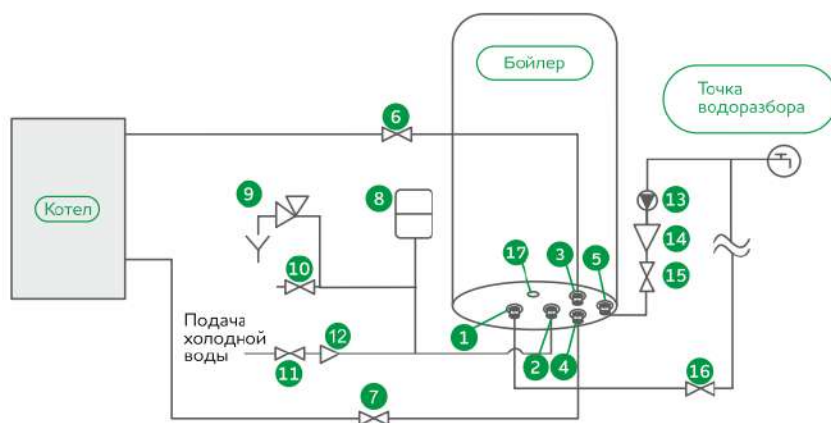 Бойлер
Точка
водоразбора
6
13
9
8
Котел
14
10
17
3
5
15
Подача
холодной
воды
12
1
2
4
11
16
7